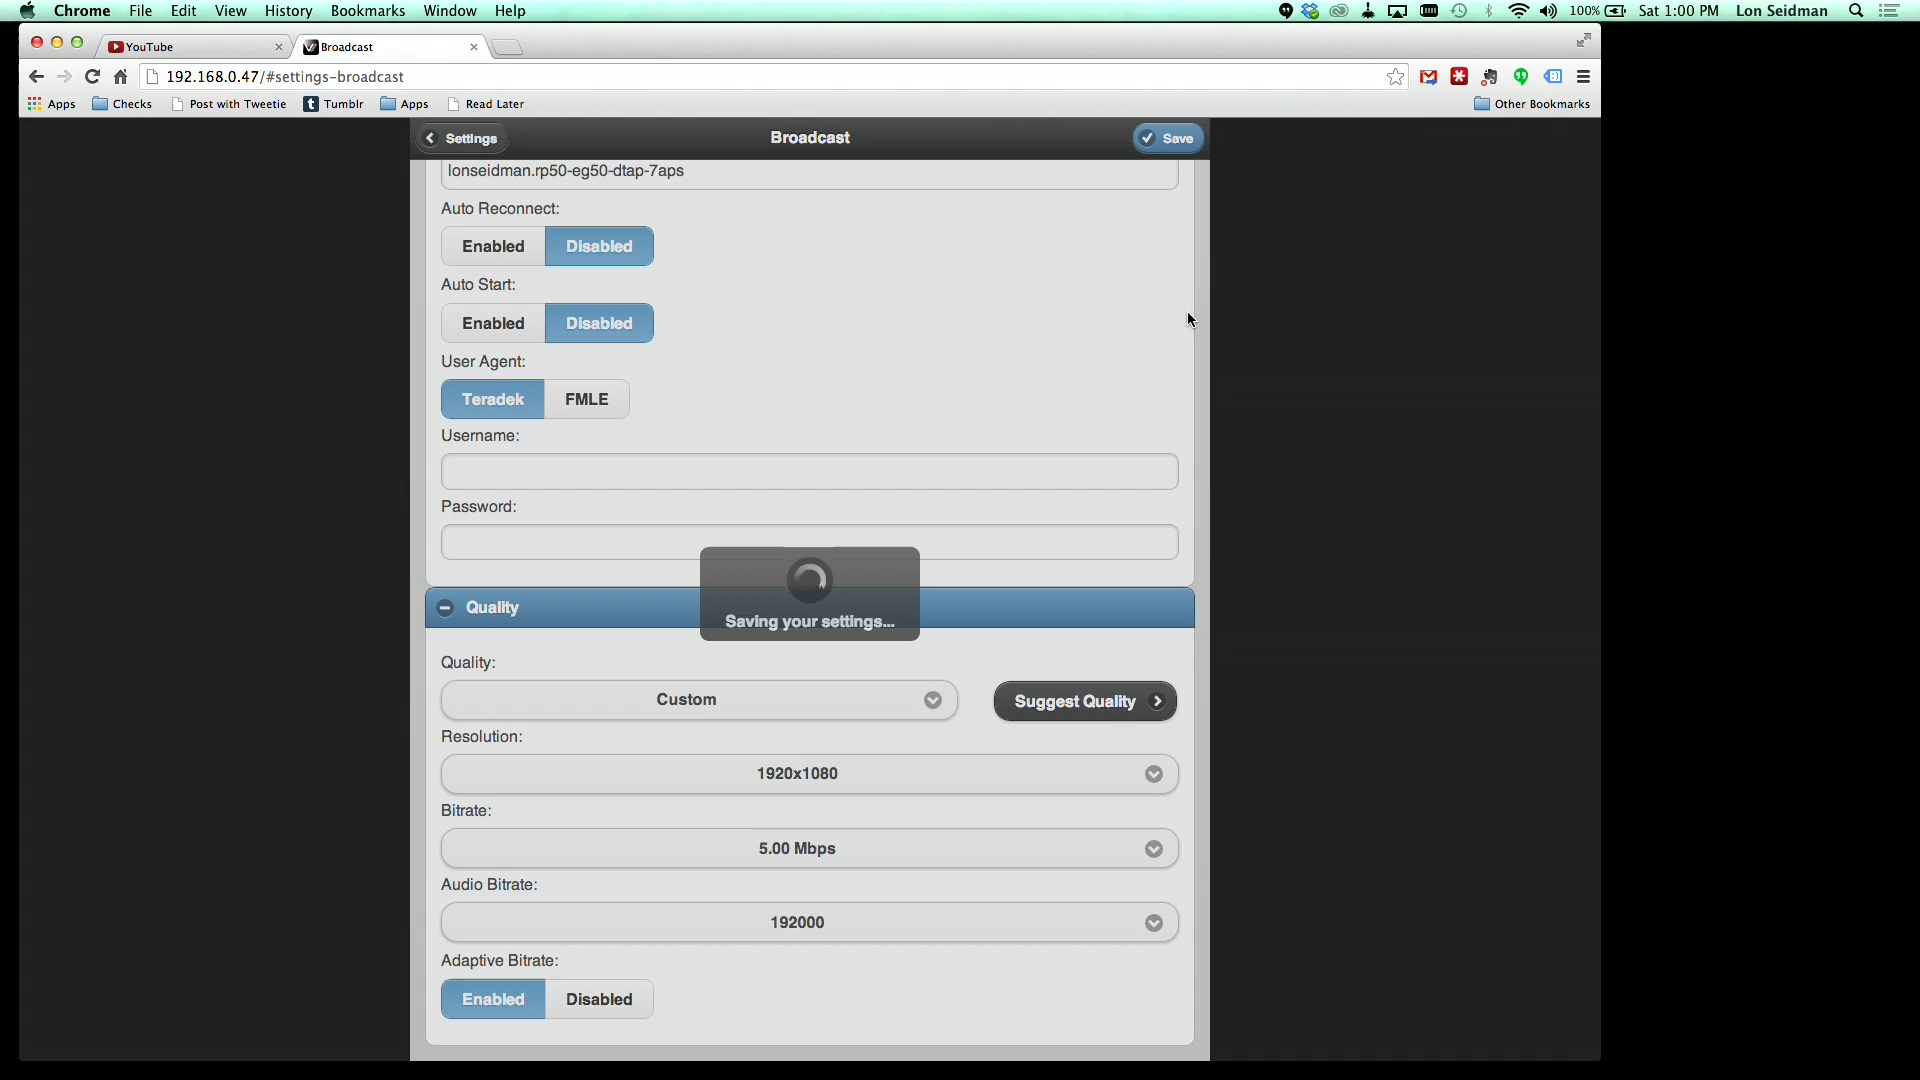 Chrome File Edit View History Bookmarks Window Help 100% Sat 1:00 PM Lon Seidman
YouTube Broadcast
192.168.0.47/#settings-broadcast
Apps Checks Post with Tweetie Tumblr Apps Read Later Other Bookmarks
Settings Broadcast Save
lonseidman.rp50-eg50-dtap-7aps
Auto Reconnect:
Enabled Disabled
Auto Start:
Enabled Disabled
User Agent:
Teradek FMLE
Username:
Password:
Quality
Saving your settings...
Quality:
Custom Suggest Quality
Resolution:
1920x1080
Bitrate:
5.00 Mbps
Audio Bitrate:
192000
Adaptive Bitrate:
Enabled Disabled